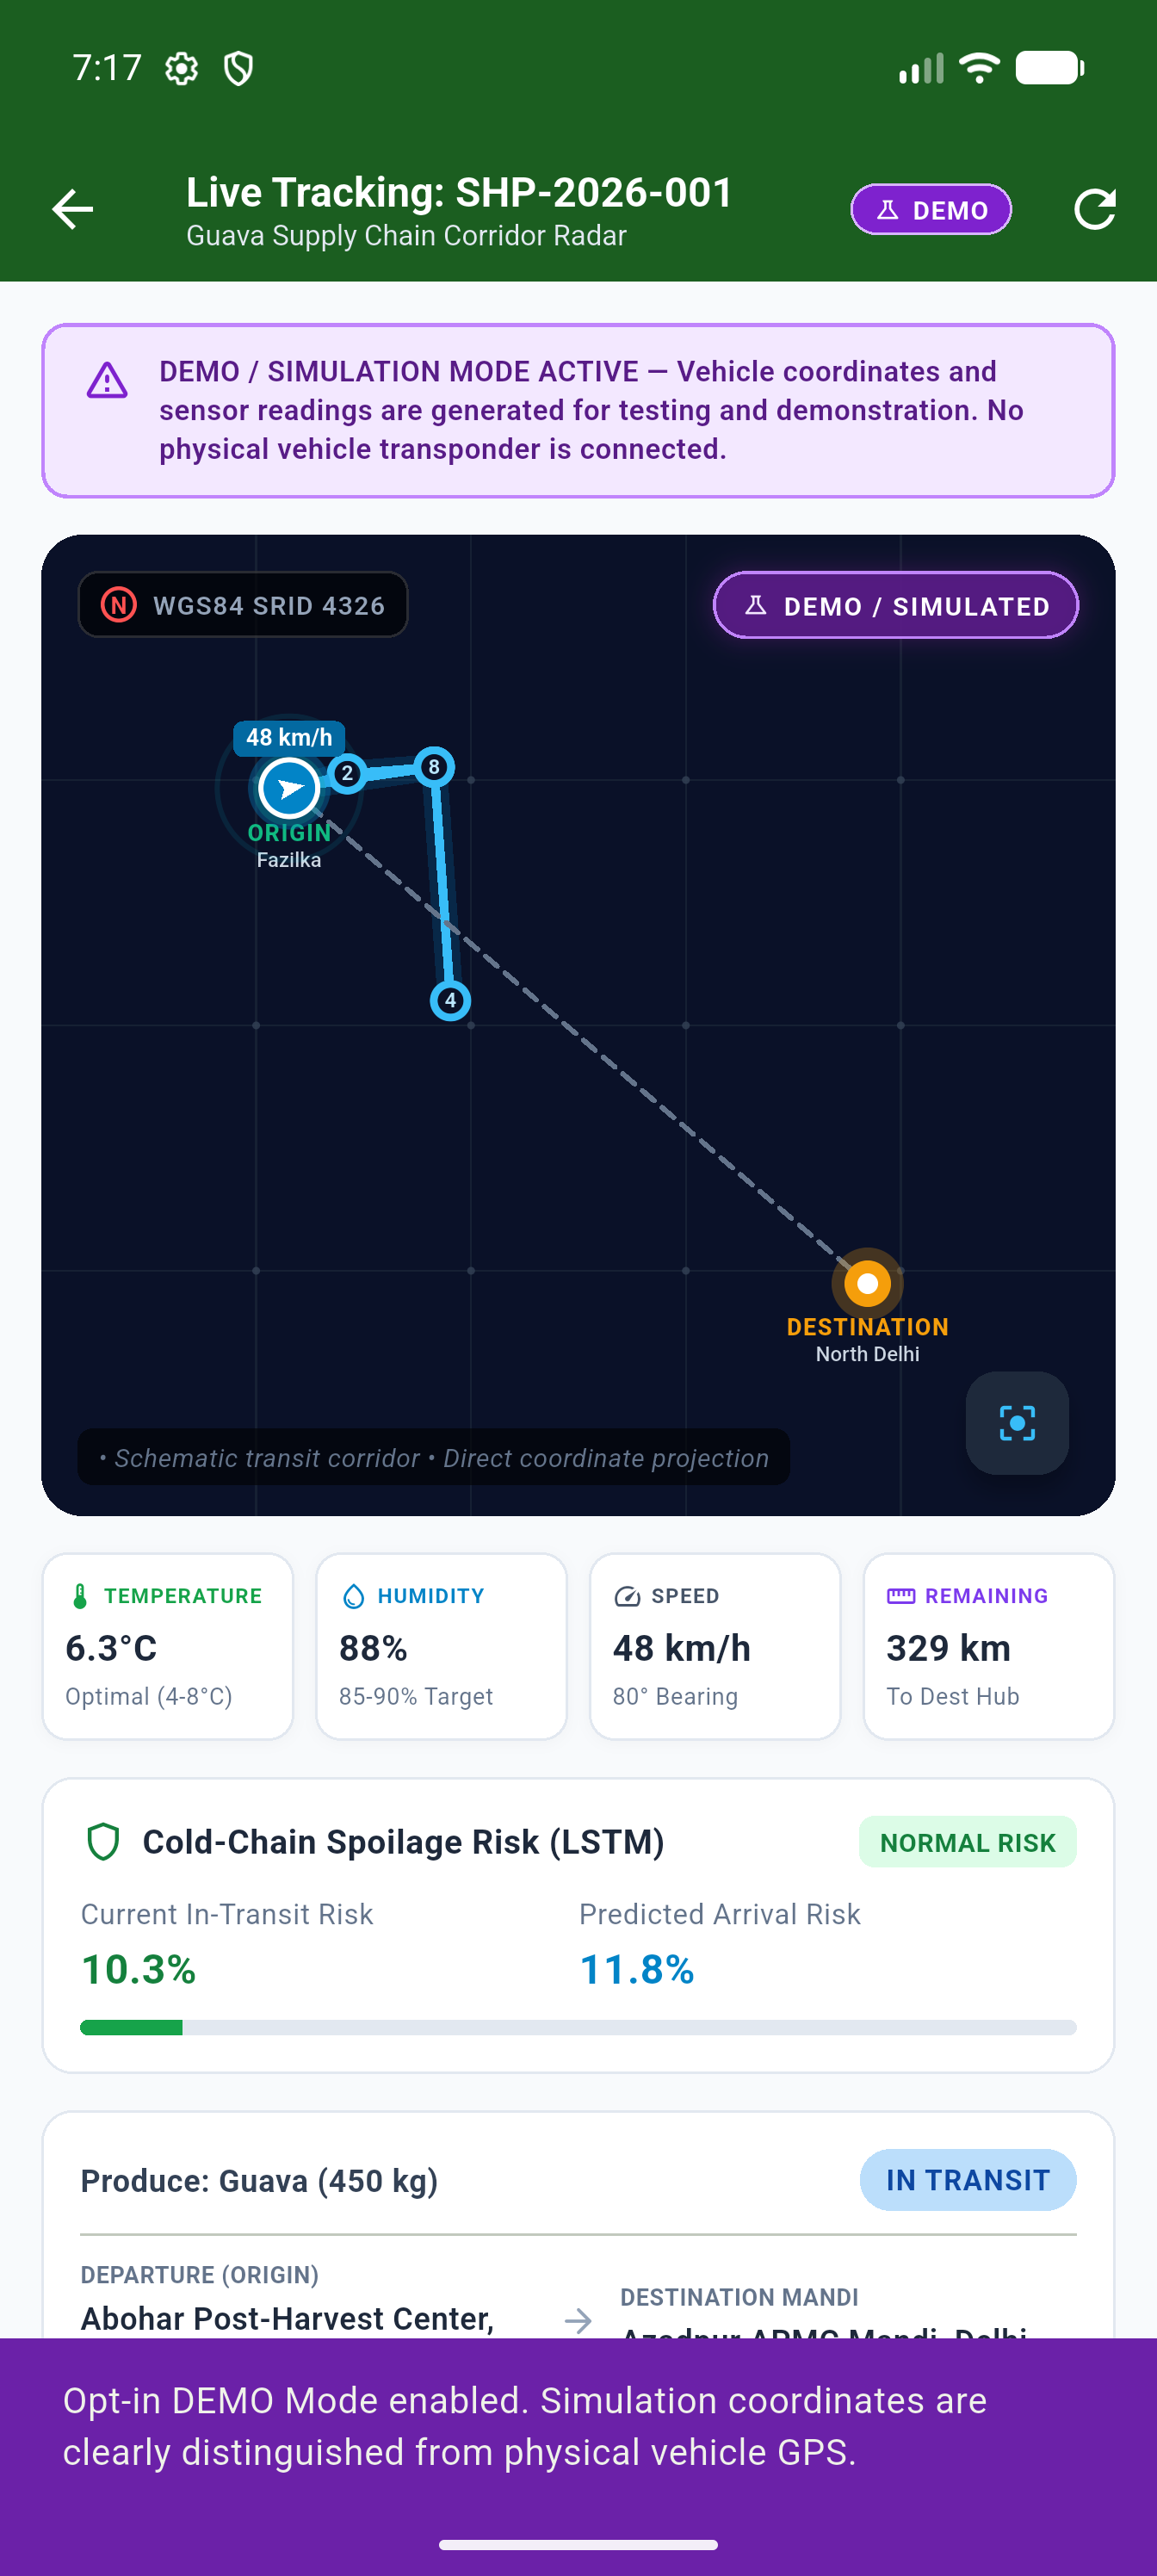 7:17
Live Tracking: SHP-2026-001
Guava Supply Chain Corridor Radar
DEMO
DEMO / SIMULATION MODE ACTIVE — Vehicle coordinates and
sensor readings are generated for testing and demonstration. No
physical vehicle transponder is connected.
N WGS84 SRID 4326
DEMO / SIMULATED
48 km/h
2
8
ORIGIN
Fazilka
4
DESTINATION
North Delhi
• Schematic transit corridor • Direct coordinate projection
TEMPERATURE
6.3°C
Optimal (4-8°C)
HUMIDITY
88%
85-90% Target
SPEED
48 km/h
80° Bearing
REMAINING
329 km
To Dest Hub
Cold-Chain Spoilage Risk (LSTM)
NORMAL RISK
Current In-Transit Risk
10.3%
Predicted Arrival Risk
11.8%
Produce: Guava (450 kg)
IN TRANSIT
DEPARTURE (ORIGIN)
Abohar Post-Harvest Center,
DESTINATION MANDI
Azadpur APMC Mandi, Delhi
Opt-in DEMO Mode enabled. Simulation coordinates are
clearly distinguished from physical vehicle GPS.